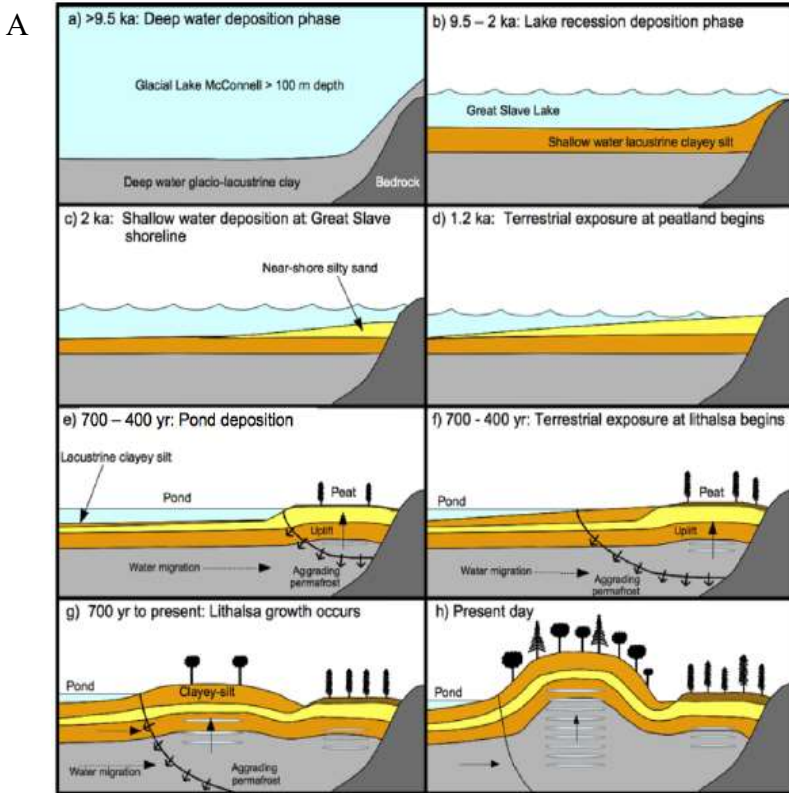 A
a) >9.5 ka: Deep water deposition phase
Glacial Lake McConnell > 100 m depth
Deep water glacio-lacustrine clay
Bedrock
b) 9.5 – 2 ka: Lake recession deposition phase
Great Slave Lake
Shallow water lacustrine clayey silt
c) 2 ka: Shallow water deposition at Great Slave
shoreline
Near-shore silty sand
d) 1.2 ka: Terrestrial exposure at peatland begins
e) 700 – 400 yr: Pond deposition
Lacustrine clayey silt
Pond
Peat
Uplift
Water migration
Aggrading
permafrost
f) 700 - 400 yr: Terrestrial exposure at lithalsa begins
Pond
Peat
Uplift
Water migration
Aggrading
permafrost
g) 700 yr to present: Lithalsa growth occurs
Pond
Clayey-silt
Water migration
Aggrading
permafrost
h) Present day
Pond